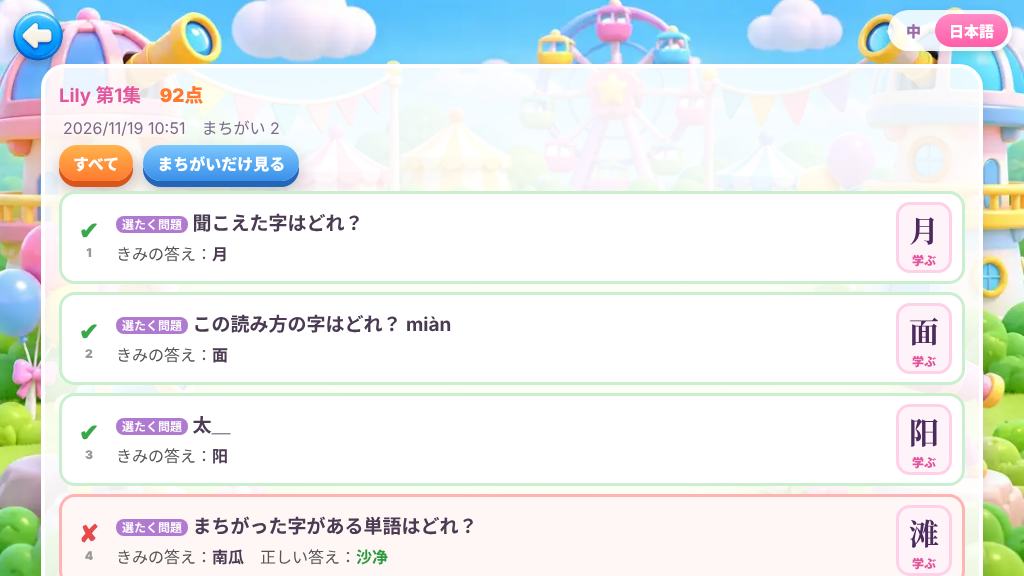 中 日本語
Lily 第1集 92点
2026/11/19 10:51 まちがい 2
すべて まちがいだけ見る
✔ 選たく問題 聞こえた字はどれ？
1 きみの答え：月
月
学ぶ
✔ 選たく問題 この読み方の字はどれ？ miàn
2 きみの答え：面
面
学ぶ
✔ 選たく問題 太__
3 きみの答え：阳
阳
学ぶ
✘ 選たく問題 まちがった字がある単語はどれ？
4 きみの答え：南瓜 正しい答え：沙净
滩
学ぶ